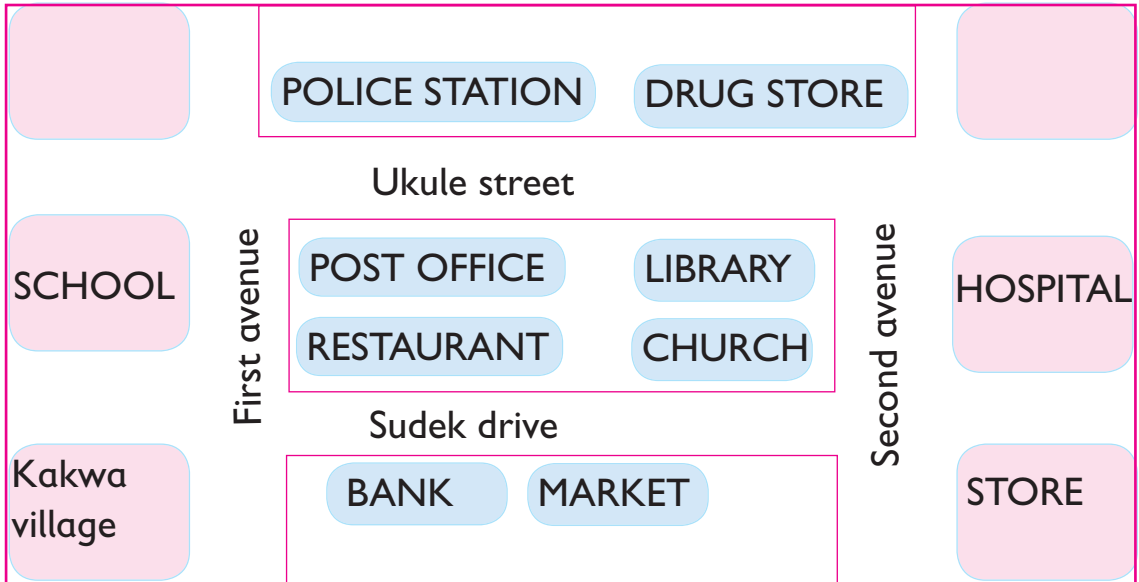 POLICE STATION
DRUG STORE
Ukule street
SCHOOL
First avenue
POST OFFICE
LIBRARY
Second avenue
HOSPITAL
RESTAURANT
CHURCH
Sudek drive
Kakwa
village
BANK
MARKET
STORE